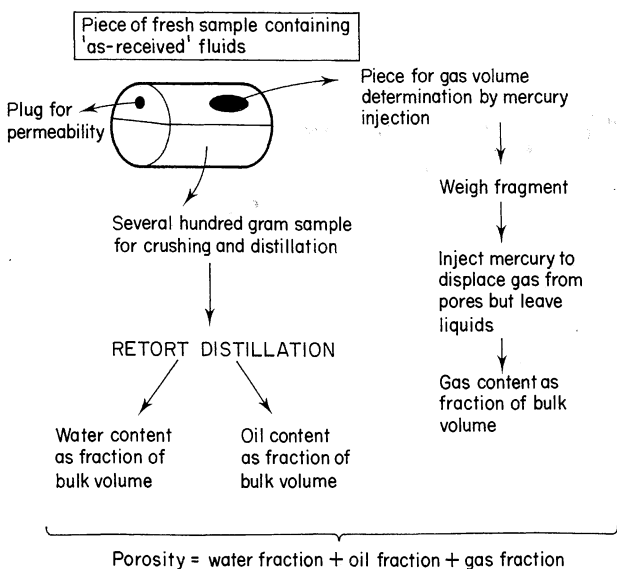 Piece of fresh sample containing
'as-received' fluids
Plug for
permeability
Piece for gas volume
determination by mercury
injection
Weigh fragment
Several hundred gram sample
for crushing and distillation
Inject mercury to
displace gas from
pores but leave
liquids
RETORT DISTILLATION
Gas content as
fraction of bulk
volume
Water content
as fraction of
bulk volume
Oil content
as fraction of
bulk volume
Porosity = water fraction + oil fraction + gas fraction